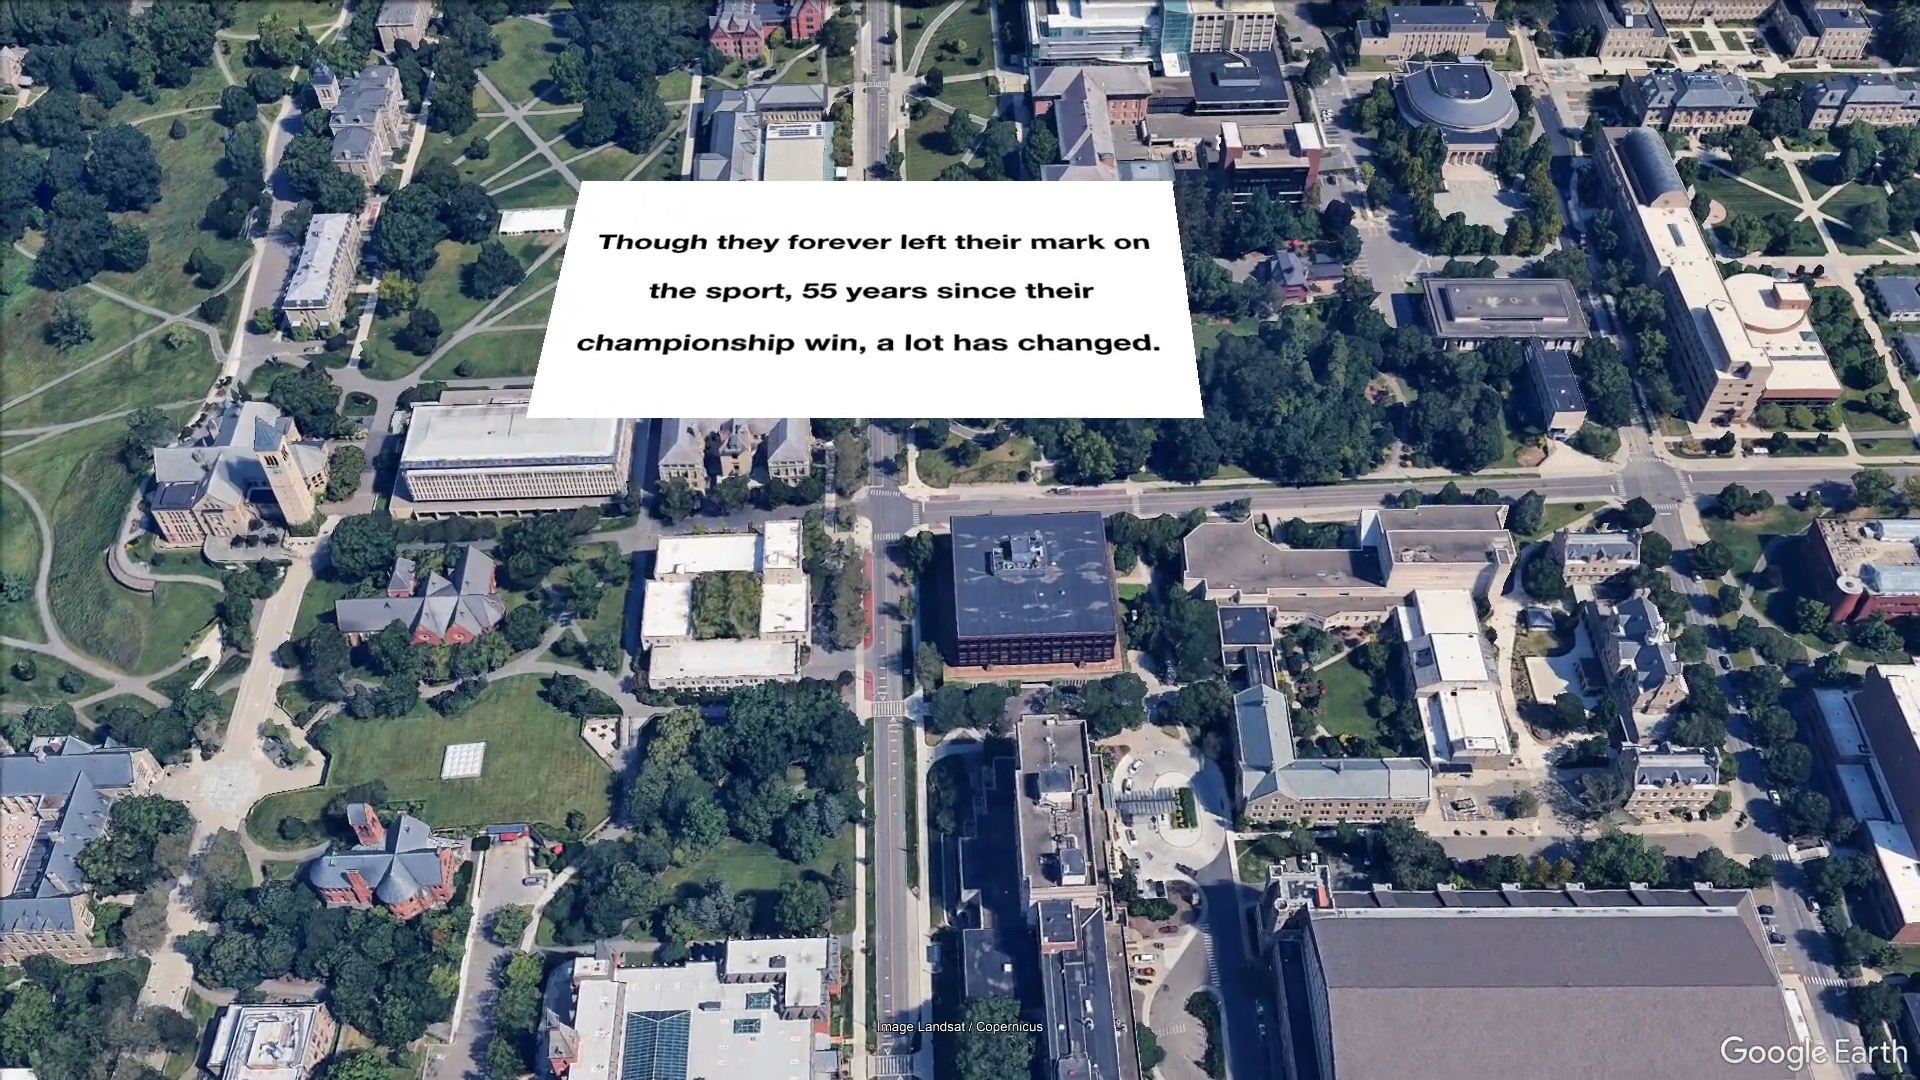 Though they forever left their mark on
the sport, 55 years since their
championship win, a lot has changed.
Image Landsat / Copernicus
Google Earth